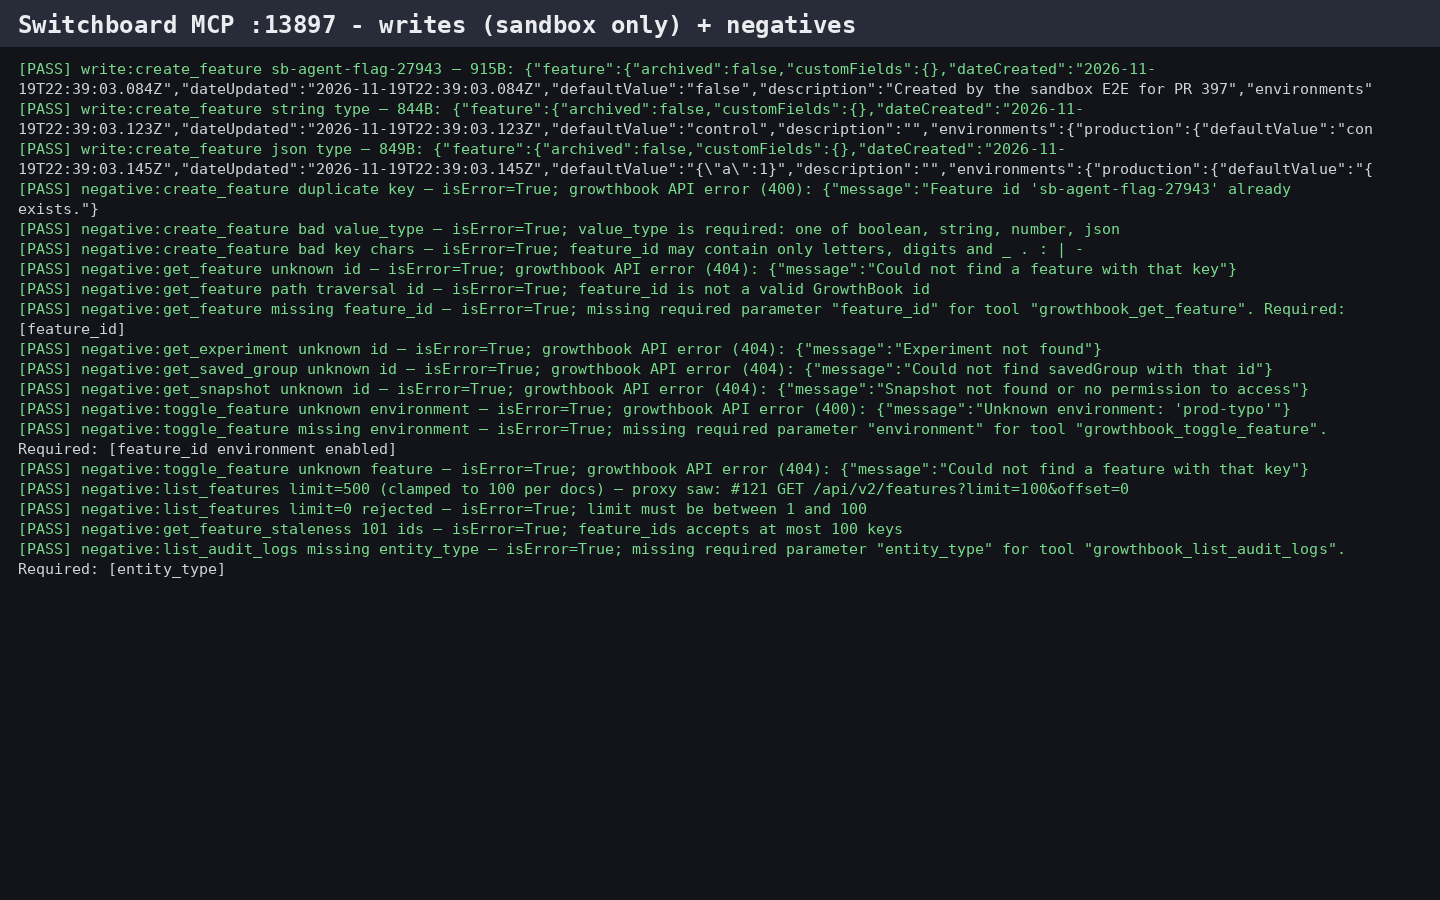 Switchboard MCP :13897 - writes (sandbox only) + negatives
[PASS] write:create_feature sb-agent-flag-27943 — 915B: {"feature":{"archived":false,"customFields":{},"dateCreated":"2026-11-
19T22:39:03.084Z","dateUpdated":"2026-11-19T22:39:03.084Z","defaultValue":"false","description":"Created by the sandbox E2E for PR 397","environments"
[PASS] write:create_feature string type — 844B: {"feature":{"archived":false,"customFields":{},"dateCreated":"2026-11-
19T22:39:03.123Z","dateUpdated":"2026-11-19T22:39:03.123Z","defaultValue":"control","description":"","environments":{"production":{"defaultValue":"con
[PASS] write:create_feature json type — 849B: {"feature":{"archived":false,"customFields":{},"dateCreated":"2026-11-
19T22:39:03.145Z","dateUpdated":"2026-11-19T22:39:03.145Z","defaultValue":"{\"a\":1}","description":"","environments":{"production":{"defaultValue":"{
[PASS] negative:create_feature duplicate key — isError=True; growthbook API error (400): {"message":"Feature id 'sb-agent-flag-27943' already
exists."}
[PASS] negative:create_feature bad value_type — isError=True; value_type is required: one of boolean, string, number, json
[PASS] negative:create_feature bad key chars — isError=True; feature_id may contain only letters, digits and _ . : | -
[PASS] negative:get_feature unknown id — isError=True; growthbook API error (404): {"message":"Could not find a feature with that key"}
[PASS] negative:get_feature path traversal id — isError=True; feature_id is not a valid GrowthBook id
[PASS] negative:get_feature missing feature_id — isError=True; missing required parameter "feature_id" for tool "growthbook_get_feature". Required:
[feature_id]
[PASS] negative:get_experiment unknown id — isError=True; growthbook API error (404): {"message":"Experiment not found"}
[PASS] negative:get_saved_group unknown id — isError=True; growthbook API error (404): {"message":"Could not find savedGroup with that id"}
[PASS] negative:get_snapshot unknown id — isError=True; growthbook API error (404): {"message":"Snapshot not found or no permission to access"}
[PASS] negative:toggle_feature unknown environment — isError=True; growthbook API error (400): {"message":"Unknown environment: 'prod-typo'"}
[PASS] negative:toggle_feature missing environment — isError=True; missing required parameter "environment" for tool "growthbook_toggle_feature".
Required: [feature_id environment enabled]
[PASS] negative:toggle_feature unknown feature — isError=True; growthbook API error (404): {"message":"Could not find a feature with that key"}
[PASS] negative:list_features limit=500 (clamped to 100 per docs) — proxy saw: #121 GET /api/v2/features?limit=100&offset=0
[PASS] negative:list_features limit=0 rejected — isError=True; limit must be between 1 and 100
[PASS] negative:get_feature_staleness 101 ids — isError=True; feature_ids accepts at most 100 keys
[PASS] negative:list_audit_logs missing entity_type — isError=True; missing required parameter "entity_type" for tool "growthbook_list_audit_logs".
Required: [entity_type]